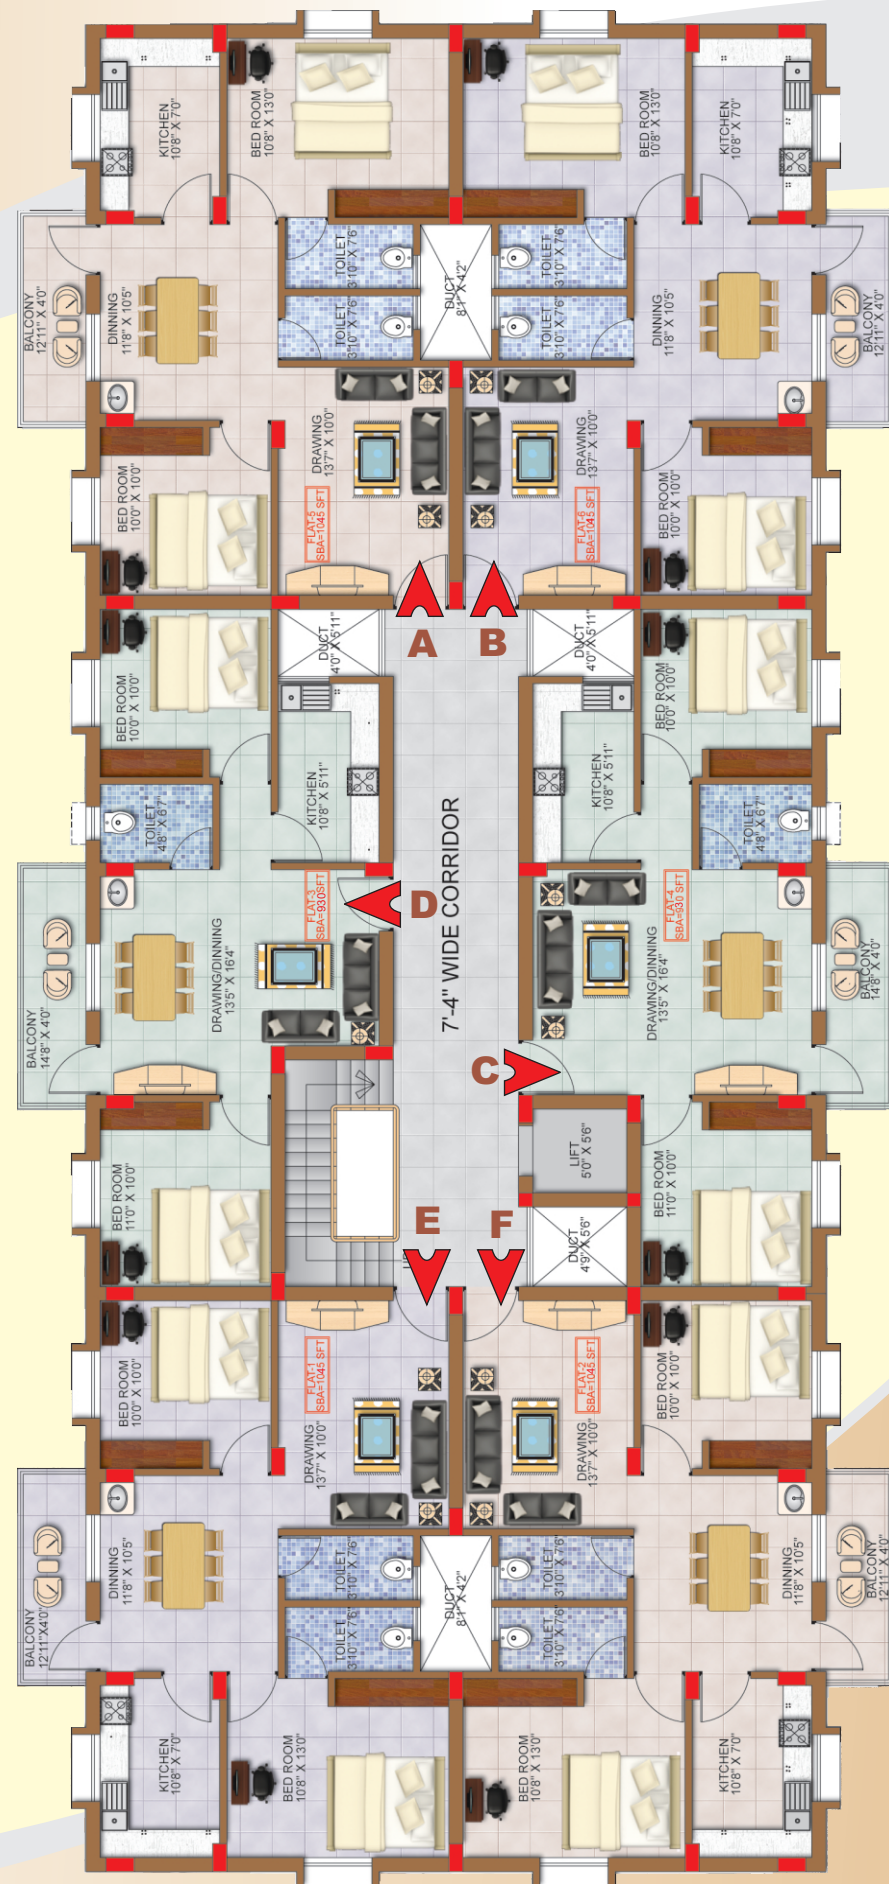 KITCHEN
10'8" X 7'0"
BED ROOM
10'8" X 13'0"
BED ROOM
10'8" X 13'0"
KITCHEN
10'8" X 7'0"
BALCONY
12'11" X 4'0"
DINNING
11'8" X 10'5"
TOILET
3'10" X 7'6"
TOILET
3'10" X 7'6"
DUCT
8'1" X 4'2"
TOILET
3'10" X 7'6"
TOILET
3'10" X 7'6"
DINNING
11'8" X 10'5"
BALCONY
12'11" X 4'0"
BED ROOM
10'0" X 10'0"
DRAWING
13'7" X 10'0"
FLAT-5
SBA=1045 SFT
DRAWING
13'7" X 10'0"
FLAT-6
SBA=1045 SFT
BED ROOM
10'0" X 10'0"
A
B
BED ROOM
10'0" X 10'0"
DUCT
4'0" X 5'11"
DUCT
4'0" X 5'11"
BED ROOM
10'0" X 10'0"
TOILET
4'8" X 6'7"
KITCHEN
10'8" X 5'11"
KITCHEN
10'8" X 5'11"
TOILET
4'8" X 6'7"
7'-4" WIDE CORRIDOR
BALCONY
14'8" X 4'0"
DRAWING/DINNING
13'5" X 16'4"
FLAT-3
SBA=930SFT
D
C
DRAWING/DINNING
13'5" X 16'4"
FLAT-4
SBA=930 SFT
BALCONY
14'8" X 4'0"
BED ROOM
11'0" X 10'0"
LIFT
5'0" X 5'6"
DUCT
4'9" X 5'6"
BED ROOM
11'0" X 10'0"
E
F
BED ROOM
10'0" X 10'0"
FLAT-1
SBA=1045 SFT
DRAWING
13'7" X 10'0"
FLAT-2
SBA=1045 SFT
DRAWING
13'7" X 10'0"
BED ROOM
10'0" X 10'0"
BALCONY
12'11"X4'0"
DINNING
11'8" X 10'5"
TOILET
3'10" X 7'6"
TOILET
3'10" X 7'6"
DUCT
8'1" X 4'2"
TOILET
3'10" X 7'6"
TOILET
3'10" X 7'6"
DINNING
11'8" X 10'5"
BALCONY
12'11" X 4'0"
KITCHEN
10'8" X 7'0"
BED ROOM
10'8" X 13'0"
BED ROOM
10'8" X 13'0"
KITCHEN
10'8" X 7'0"